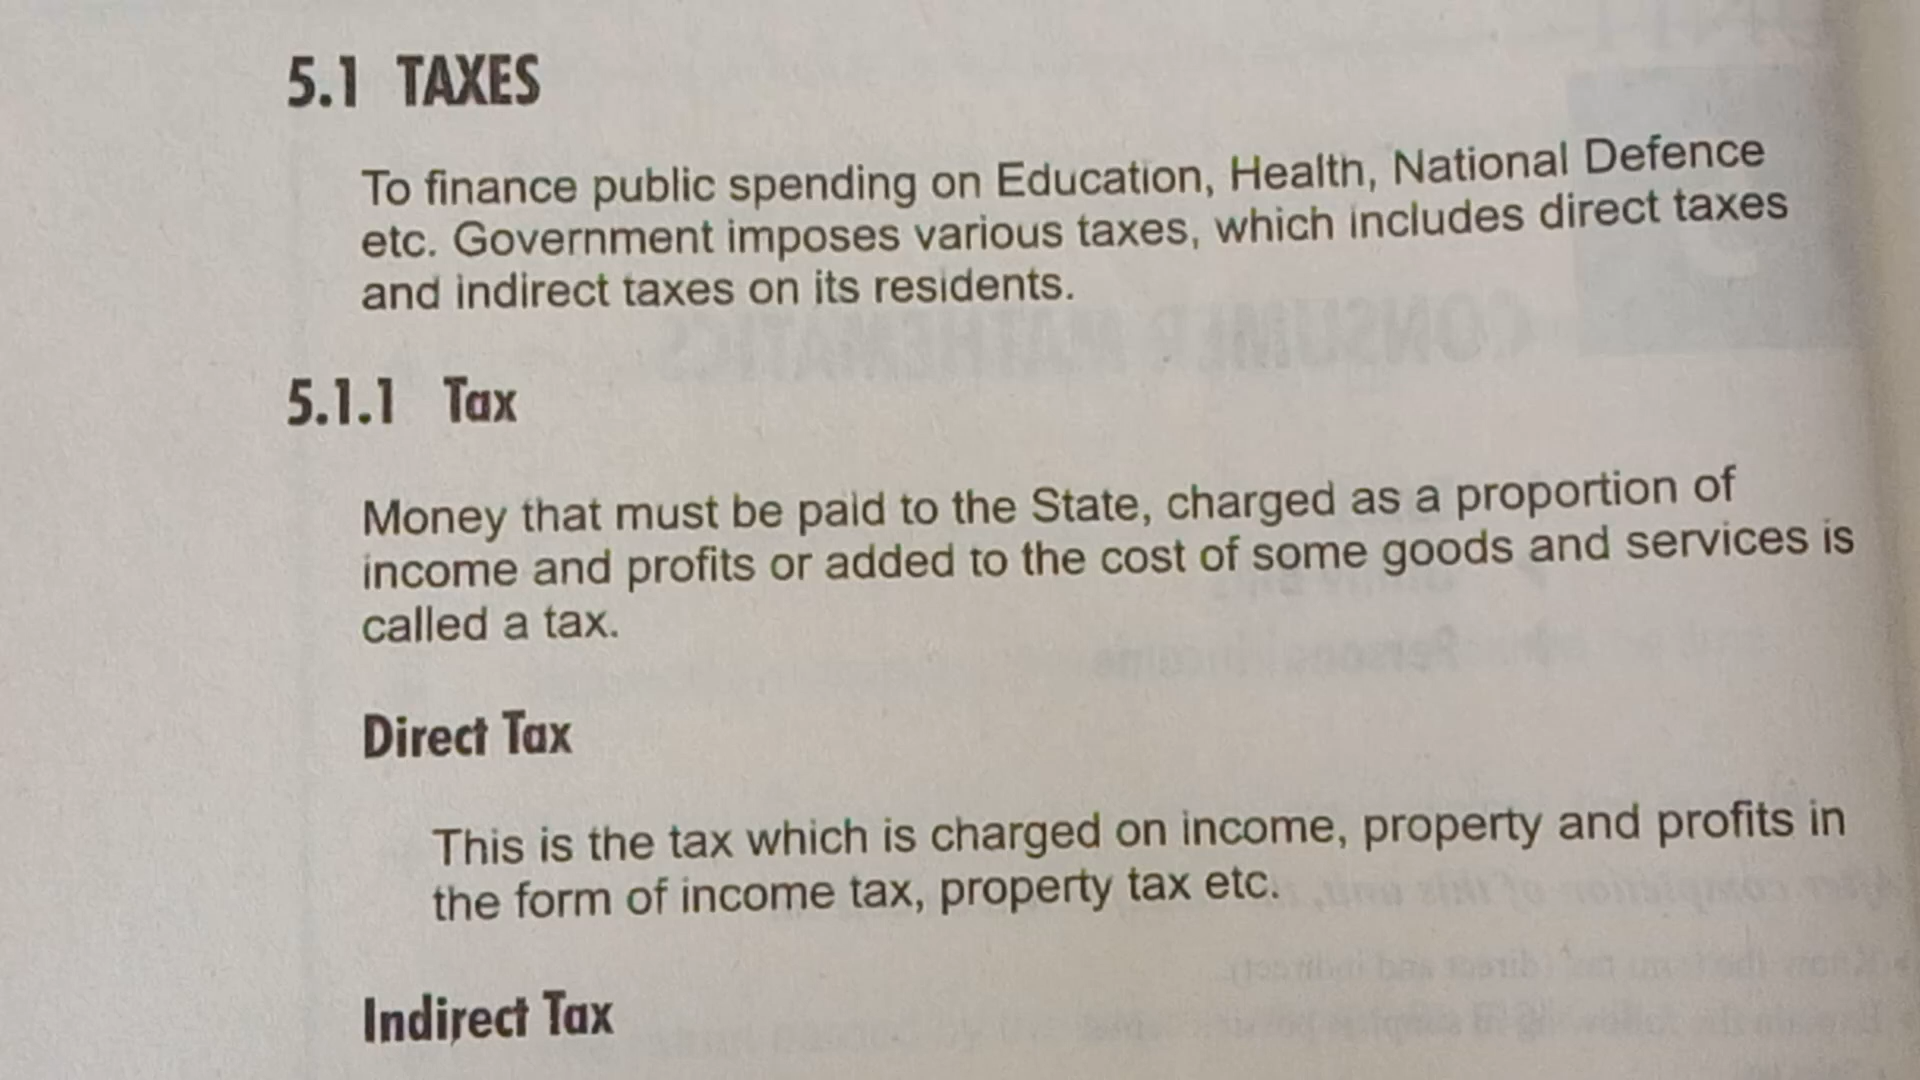 5.1 TAXES
To finance public spending on Education, Health, National Defence
etc. Government imposes various taxes, which includes direct taxes
and indirect taxes on its residents.
5.1.1 Tax
Money that must be paid to the State, charged as a proportion of
income and profits or added to the cost of some goods and services is
called a tax.
Direct Tax
This is the tax which is charged on income, property and profits in
the form of income tax, property tax etc.
Indirect Tax